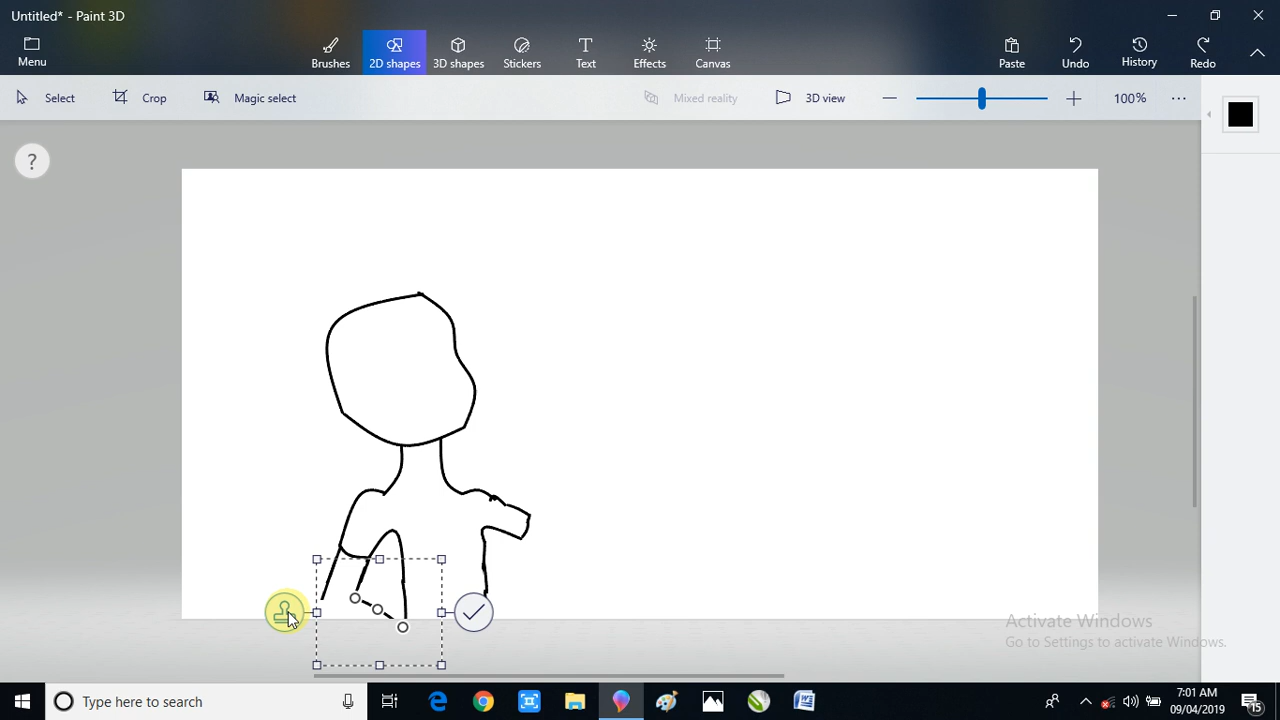 Untitled* - Paint 3D
Menu
Brushes
2D shapes
3D shapes
Stickers
Text
Effects
Canvas
Paste
Undo
History
Redo
Select
Crop
Magic select
Mixed reality
3D view
100%
?
Activate Windows
Go to Settings to activate Windows.
Type here to search
7:01 AM
09/04/2019
15